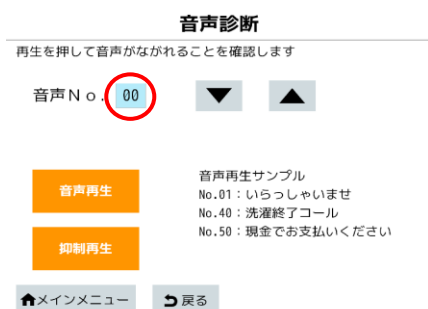 音声診断
再生を押して音声がながれることを確認します
音声No. 00 ▼ ▲
音声再生サンプル
No.01：いらっしゃいませ
No.40：洗濯終了コール
No.50：現金でお支払いください
音声再生
抑制再生
メインメニュー 戻る